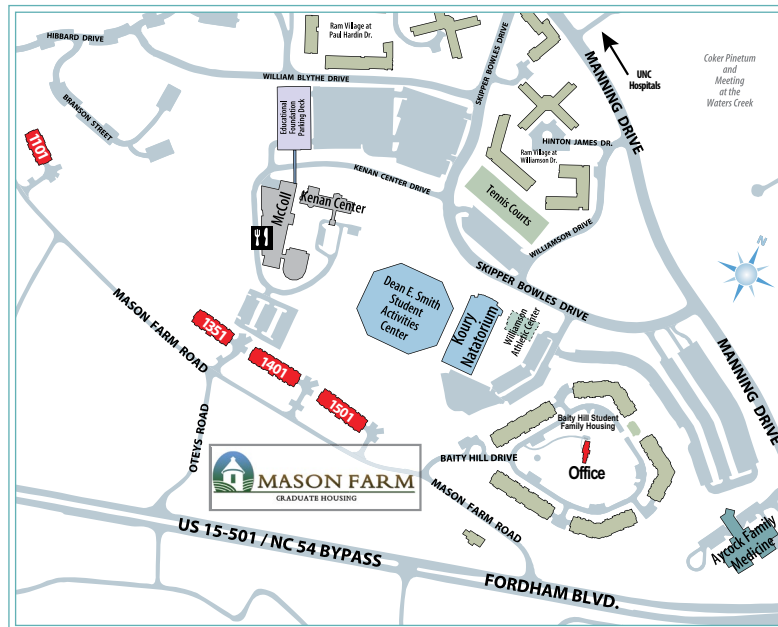 HIBBARD DRIVE
BRANSON STREET
Ram Village at
Paul Hardin Dr.
WILLIAM BLYTHE DRIVE
SKIPPER BOWLES DRIVE
MANNING DRIVE
UNC
Hospitals
Coker Pinetum
and
Meeting
at the
Waters Creek
Educational
Foundation
Parking Deck
HINTON JAMES DR.
Ram Village at
Williamson Dr.
1101
KENAN CENTER DRIVE
McColl
Kenan Center
Tennis Courts
WILLIAMSON DRIVE
N
SKIPPER BOWLES DRIVE
Dean E. Smith
Student
Activities
Center
Koury
Natatorium
Williamson
Athletic Center
MASON FARM ROAD
1351
1401
1501
MANNING DRIVE
OTEYS ROAD
Baity Hill Student
Family Housing
Office
BAITY HILL DRIVE
MASON FARM
GRADUATE HOUSING
MASON FARM ROAD
US 15-501 / NC 54 BYPASS
FORDHAM BLVD.
Aycock Family
Medicine